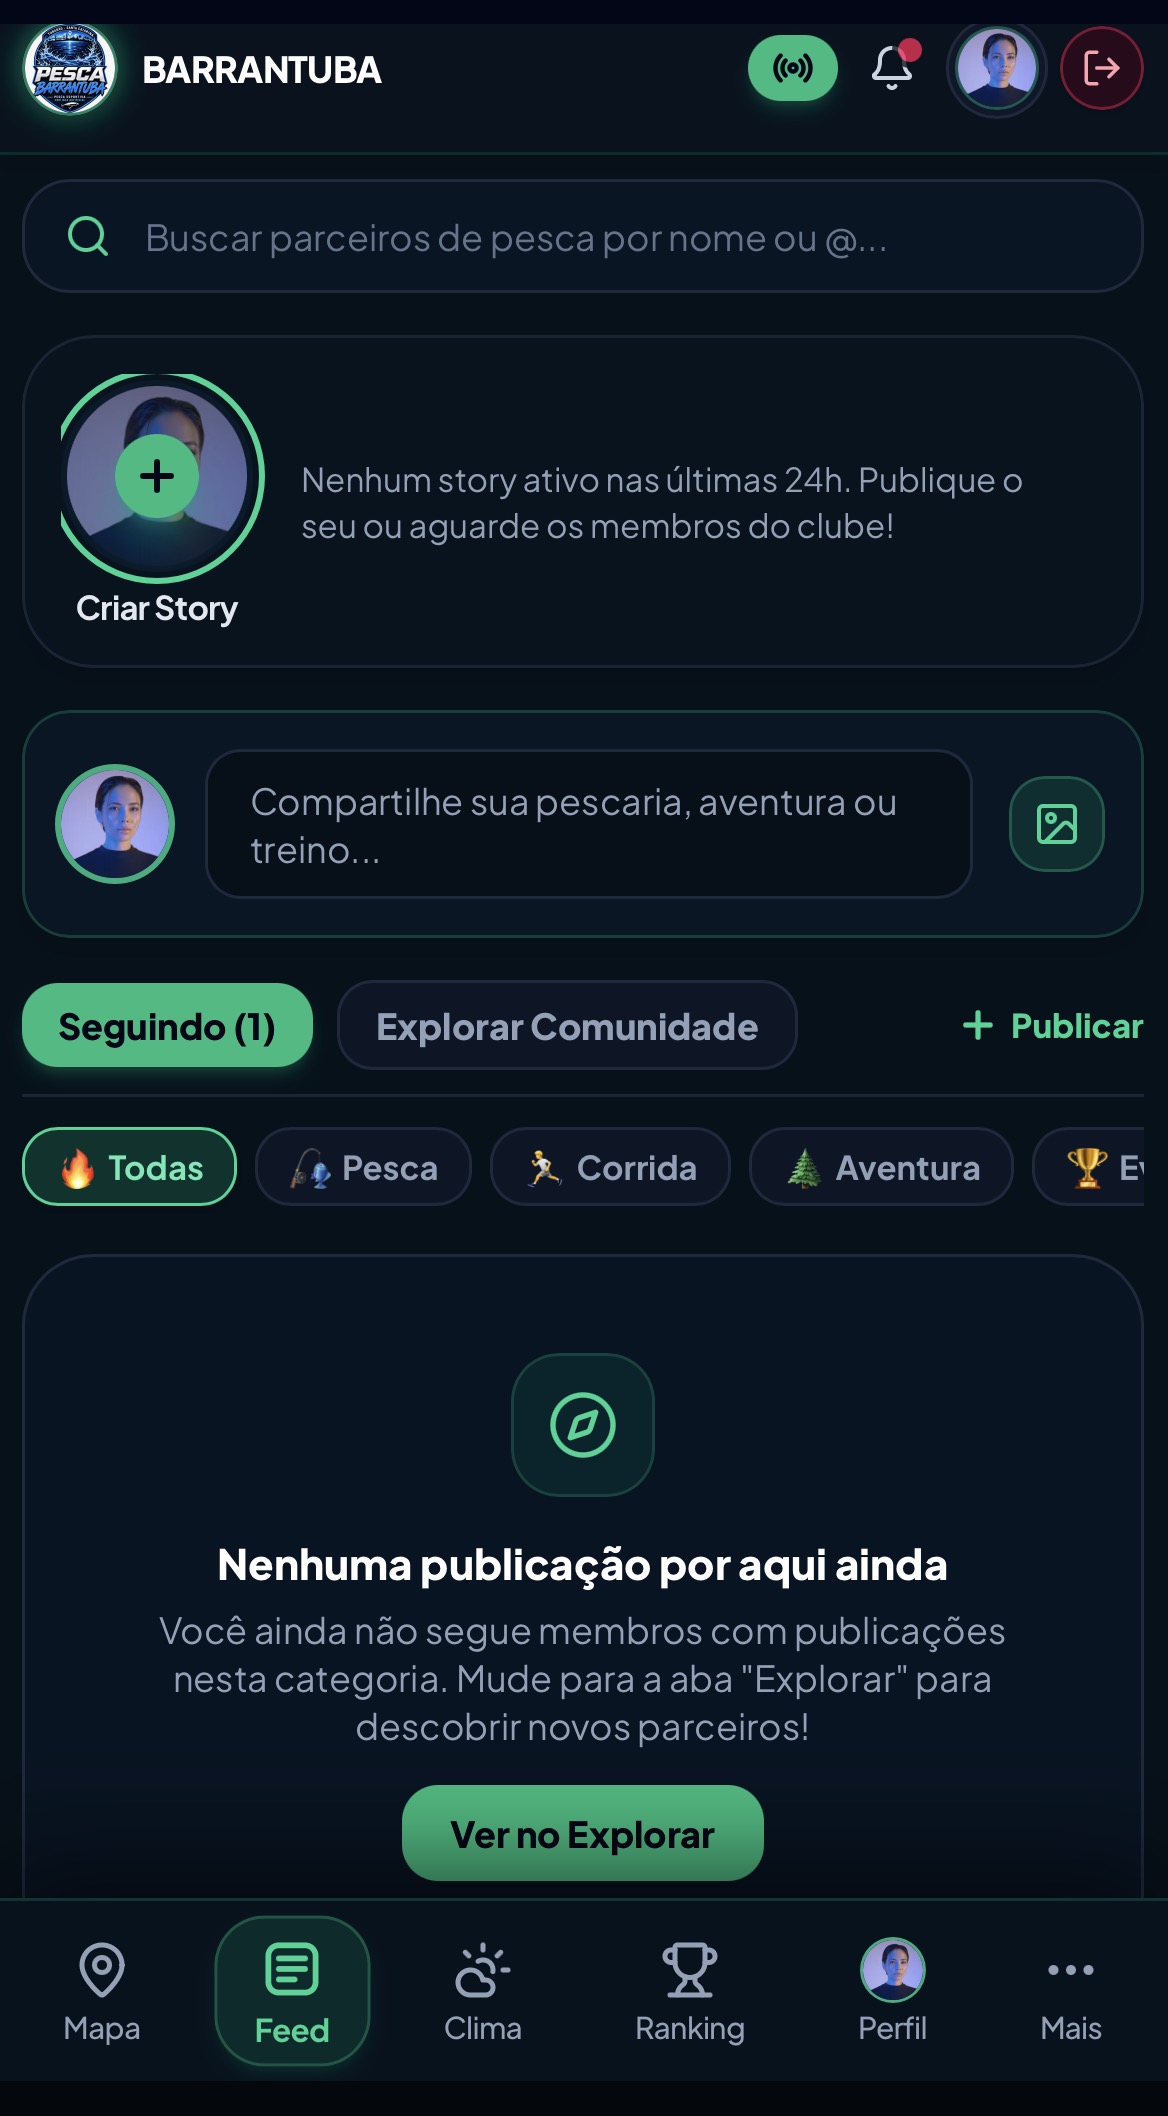 PESCA
BARRANTUBA
BARRANTUBA
Buscar parceiros de pesca por nome ou @...
Nenhum story ativo nas últimas 24h. Publique o
seu ou aguarde os membros do clube!
Criar Story
Compartilhe sua pescaria, aventura ou
treino...
Seguindo (1)
Explorar Comunidade
+ Publicar
Todas
Pesca
Corrida
Aventura
Nenhuma publicação por aqui ainda
Você ainda não segue membros com publicações
nesta categoria. Mude para a aba "Explorar" para
descobrir novos parceiros!
Ver no Explorar
Mapa
Feed
Clima
Ranking
Perfil
Mais